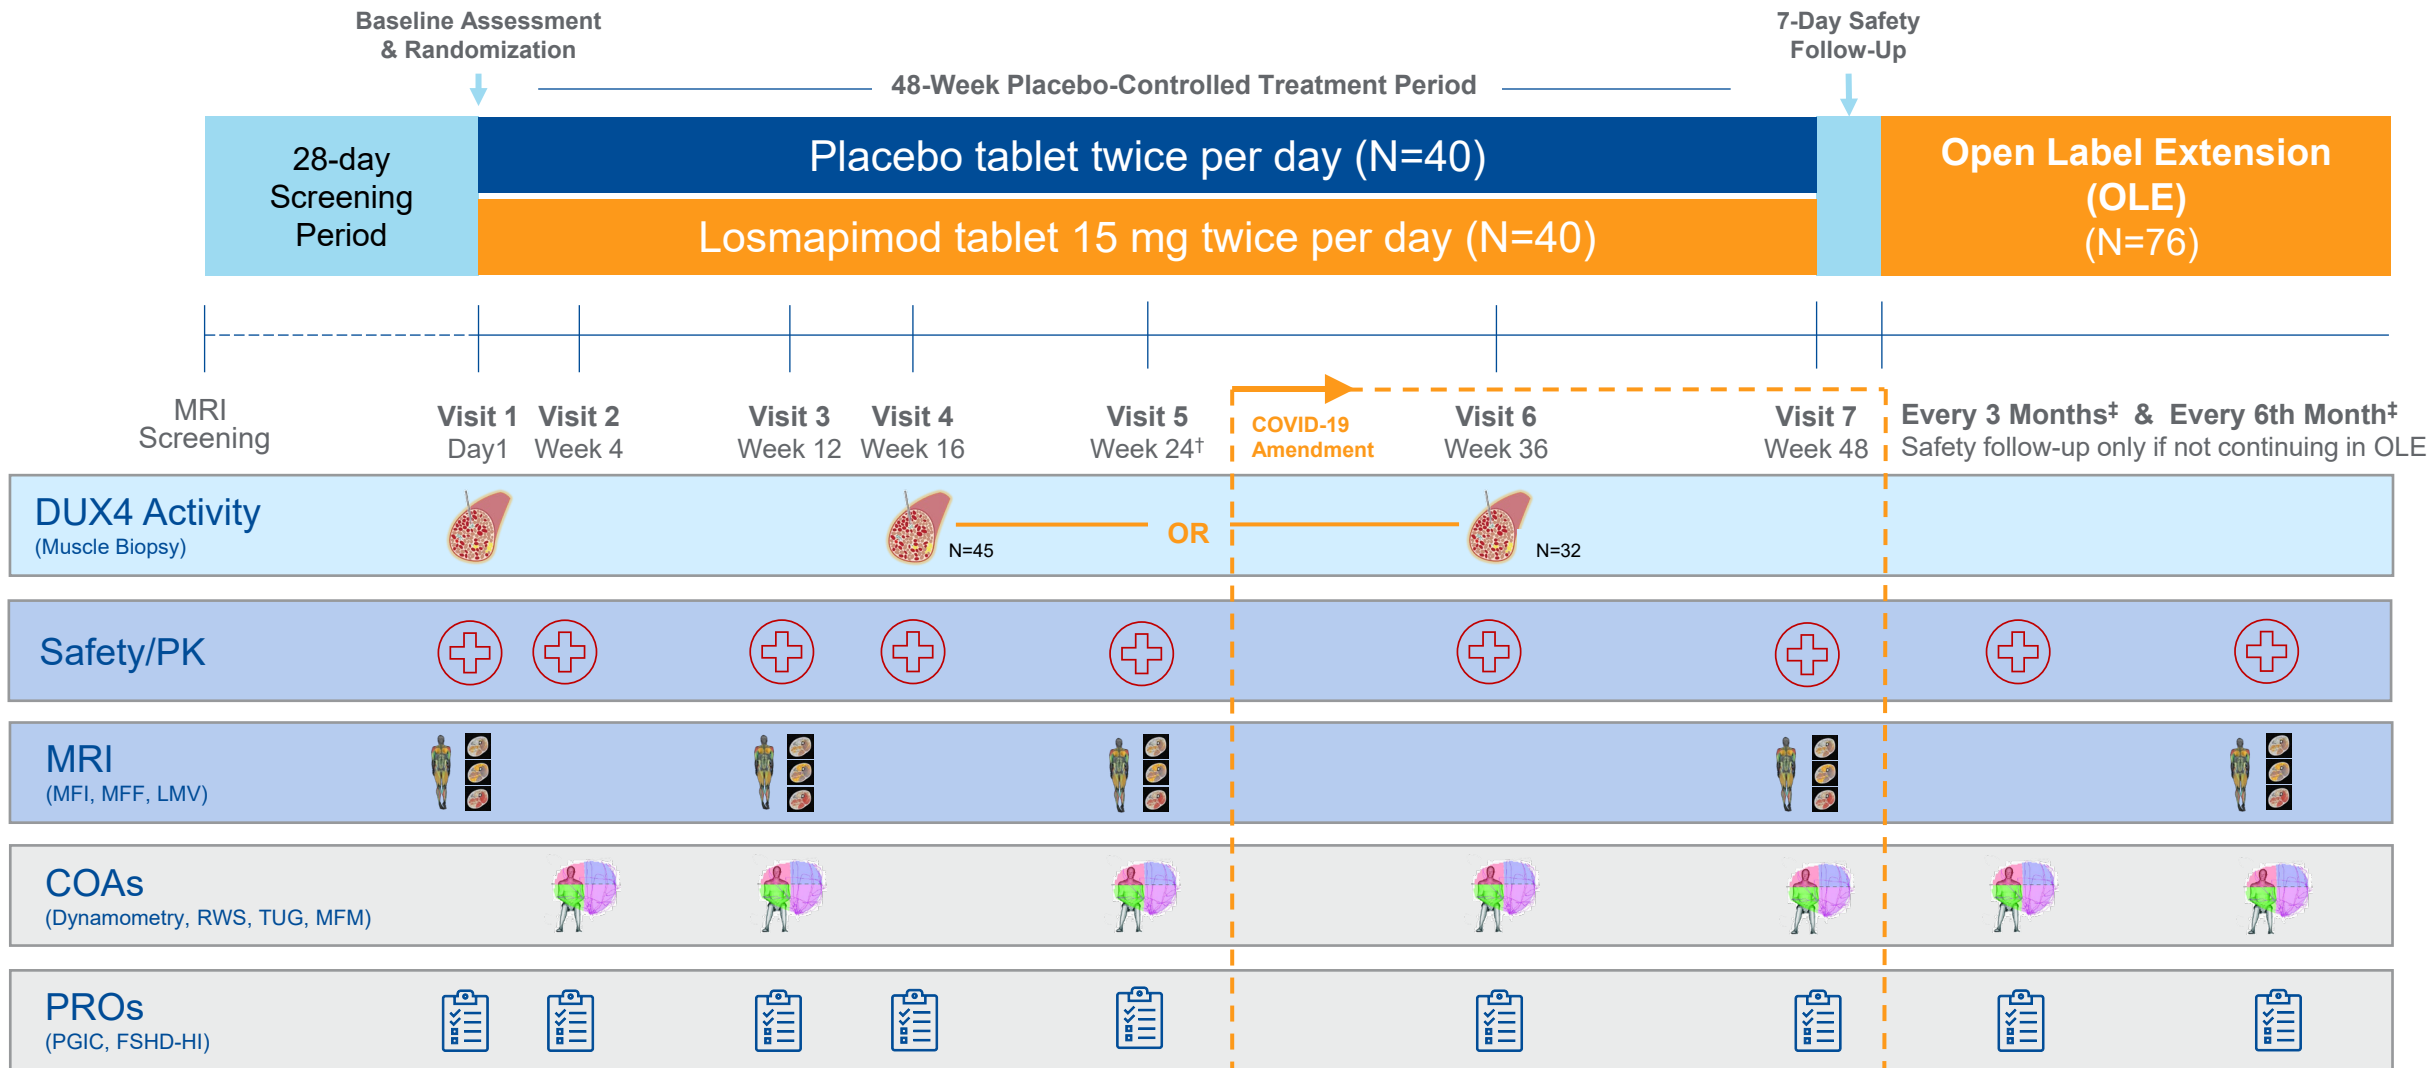 Baseline Assessment
& Randomization
7-Day Safety
Follow-Up
48-Week Placebo-Controlled Treatment Period
28-day
Screening
Period
Placebo tablet twice per day (N=40)
Losmapimod tablet 15 mg twice per day (N=40)
Open Label Extension
(OLE)
(N=76)
MRI
Screening
Visit 1
Day1
Visit 2
Week 4
Visit 3
Week 12
Visit 4
Week 16
Visit 5
Week 24†
COVID-19
Amendment
Visit 6
Week 36
Visit 7
Week 48
Every 3 Months‡ & Every 6th Month‡
Safety follow-up only if not continuing in OLE
DUX4 Activity
(Muscle Biopsy)
N=45
OR
N=32
Safety/PK
MRI
(MFI, MFF, LMV)
COAs
(Dynamometry, RWS, TUG, MFM)
PROs
(PGIC, FSHD-HI)